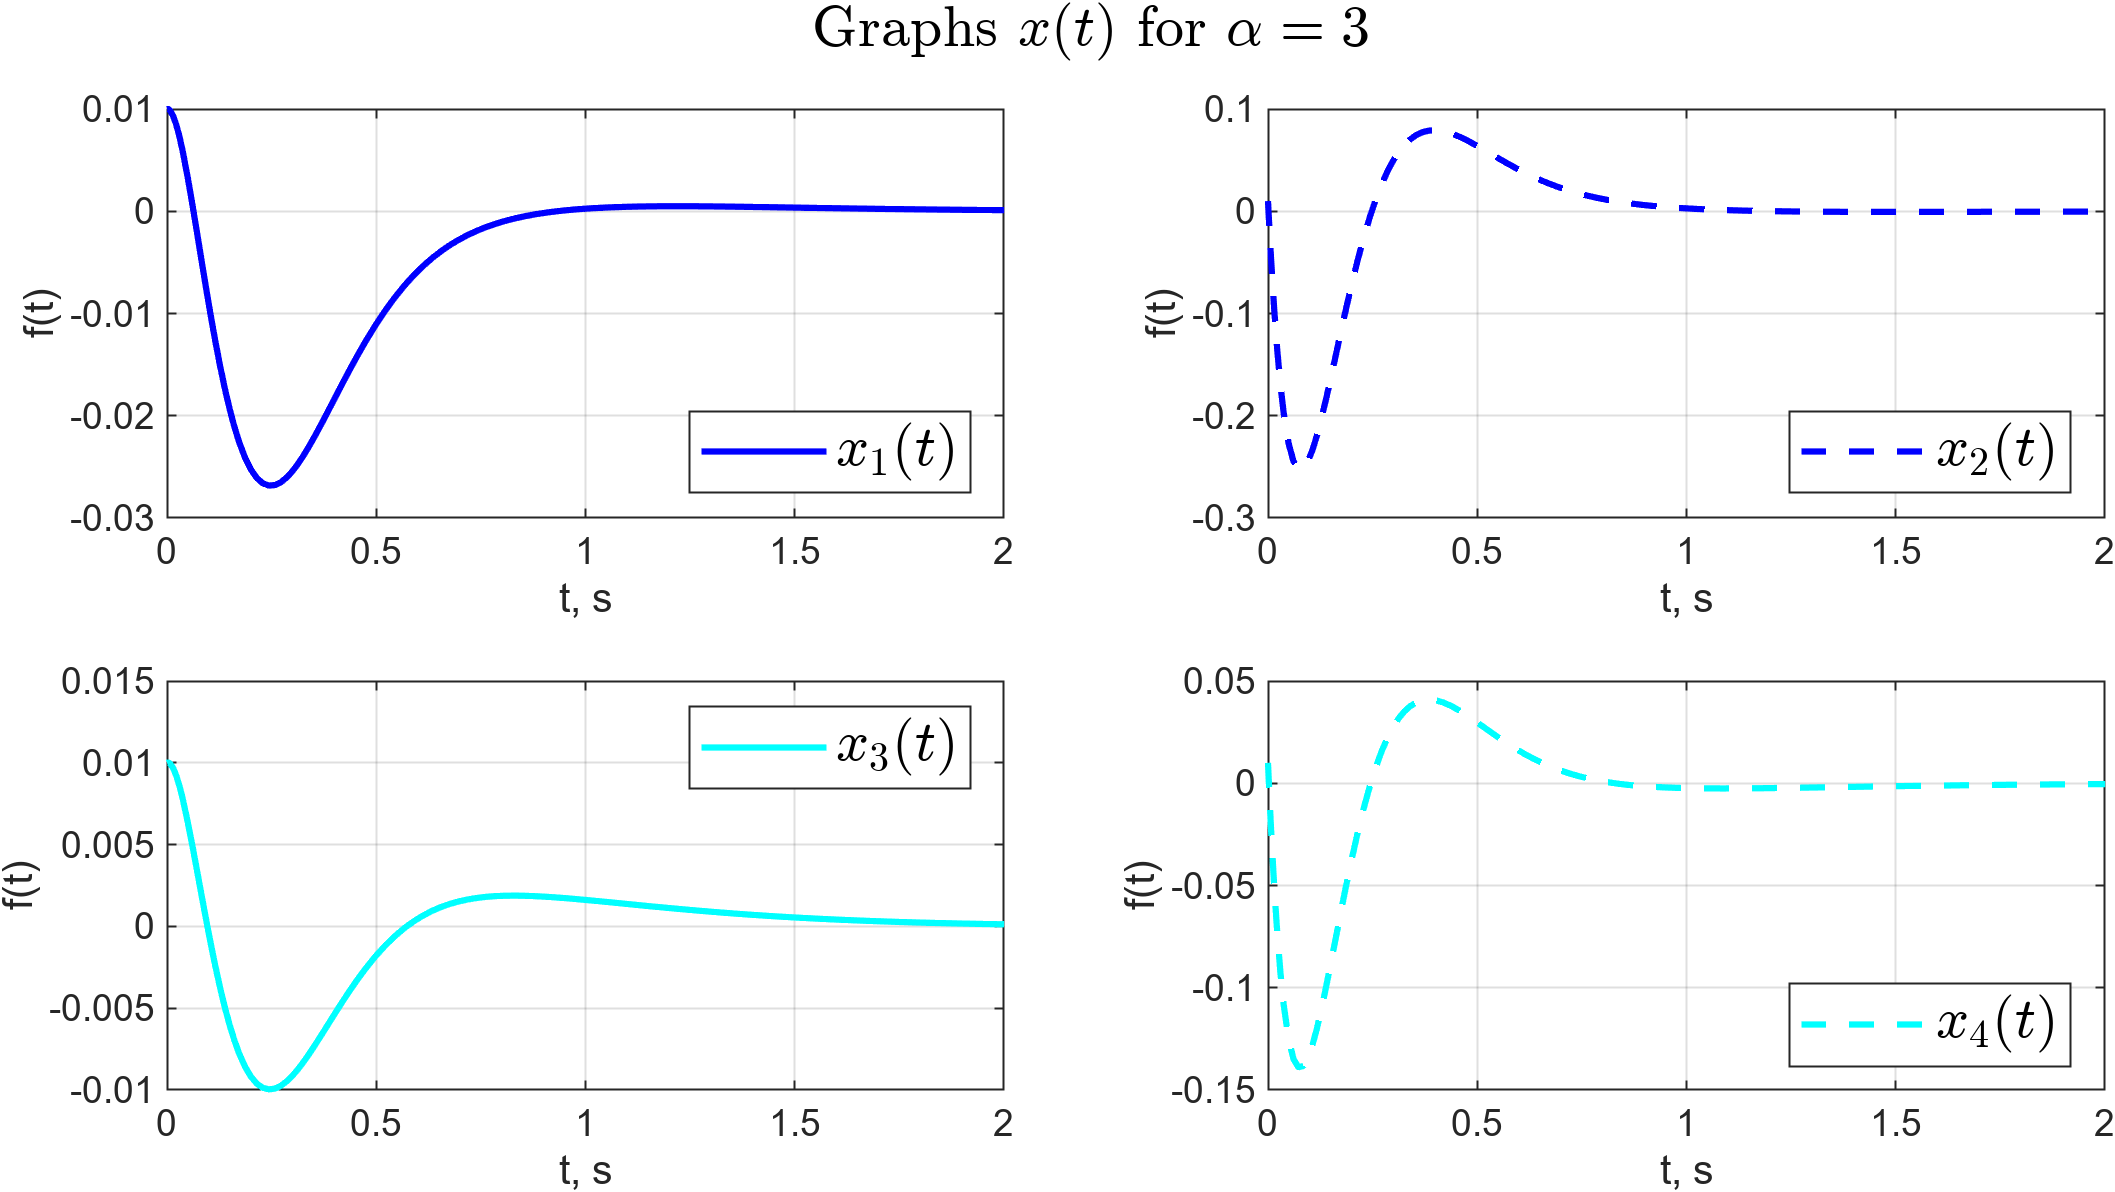 Graphs x(t) for α = 3
0.01
0
-0.01
-0.02
-0.03
f(t)
0 0.5 1 1.5 2
t, s
x₁(t)
0.1
0
-0.1
-0.2
-0.3
f(t)
0 0.5 1 1.5 2
t, s
x₂(t)
0.015
0.01
0.005
0
-0.005
-0.01
f(t)
0 0.5 1 1.5 2
t, s
x₃(t)
0.05
0
-0.05
-0.1
-0.15
f(t)
0 0.5 1 1.5 2
t, s
x₄(t)